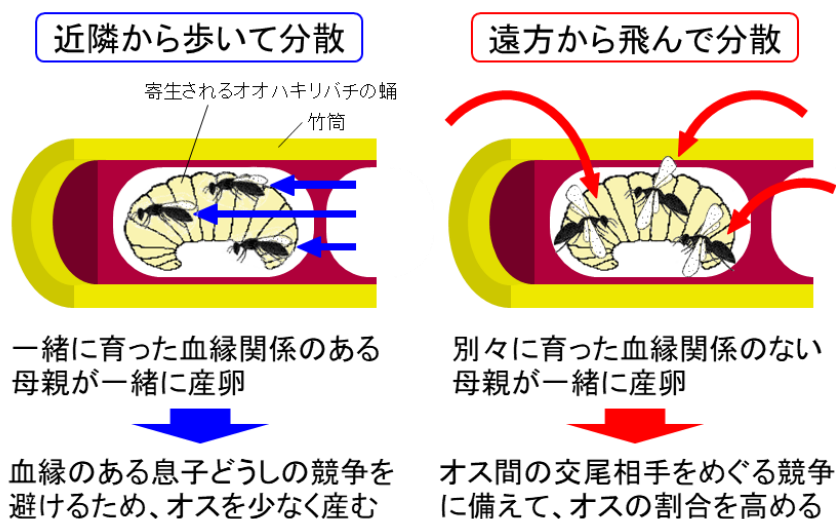 近隣から歩いて分散
寄生されるオオハキリバチの蛹
竹筒
一緒に育った血縁関係のある
母親が一緒に産卵
血縁のある息子どうしの競争を
避けるため、オスを少なく産む
遠方から飛んで分散
別々に育った血縁関係のない
母親が一緒に産卵
オス間の交尾相手をめぐる競争
に備えて、オスの割合を高める